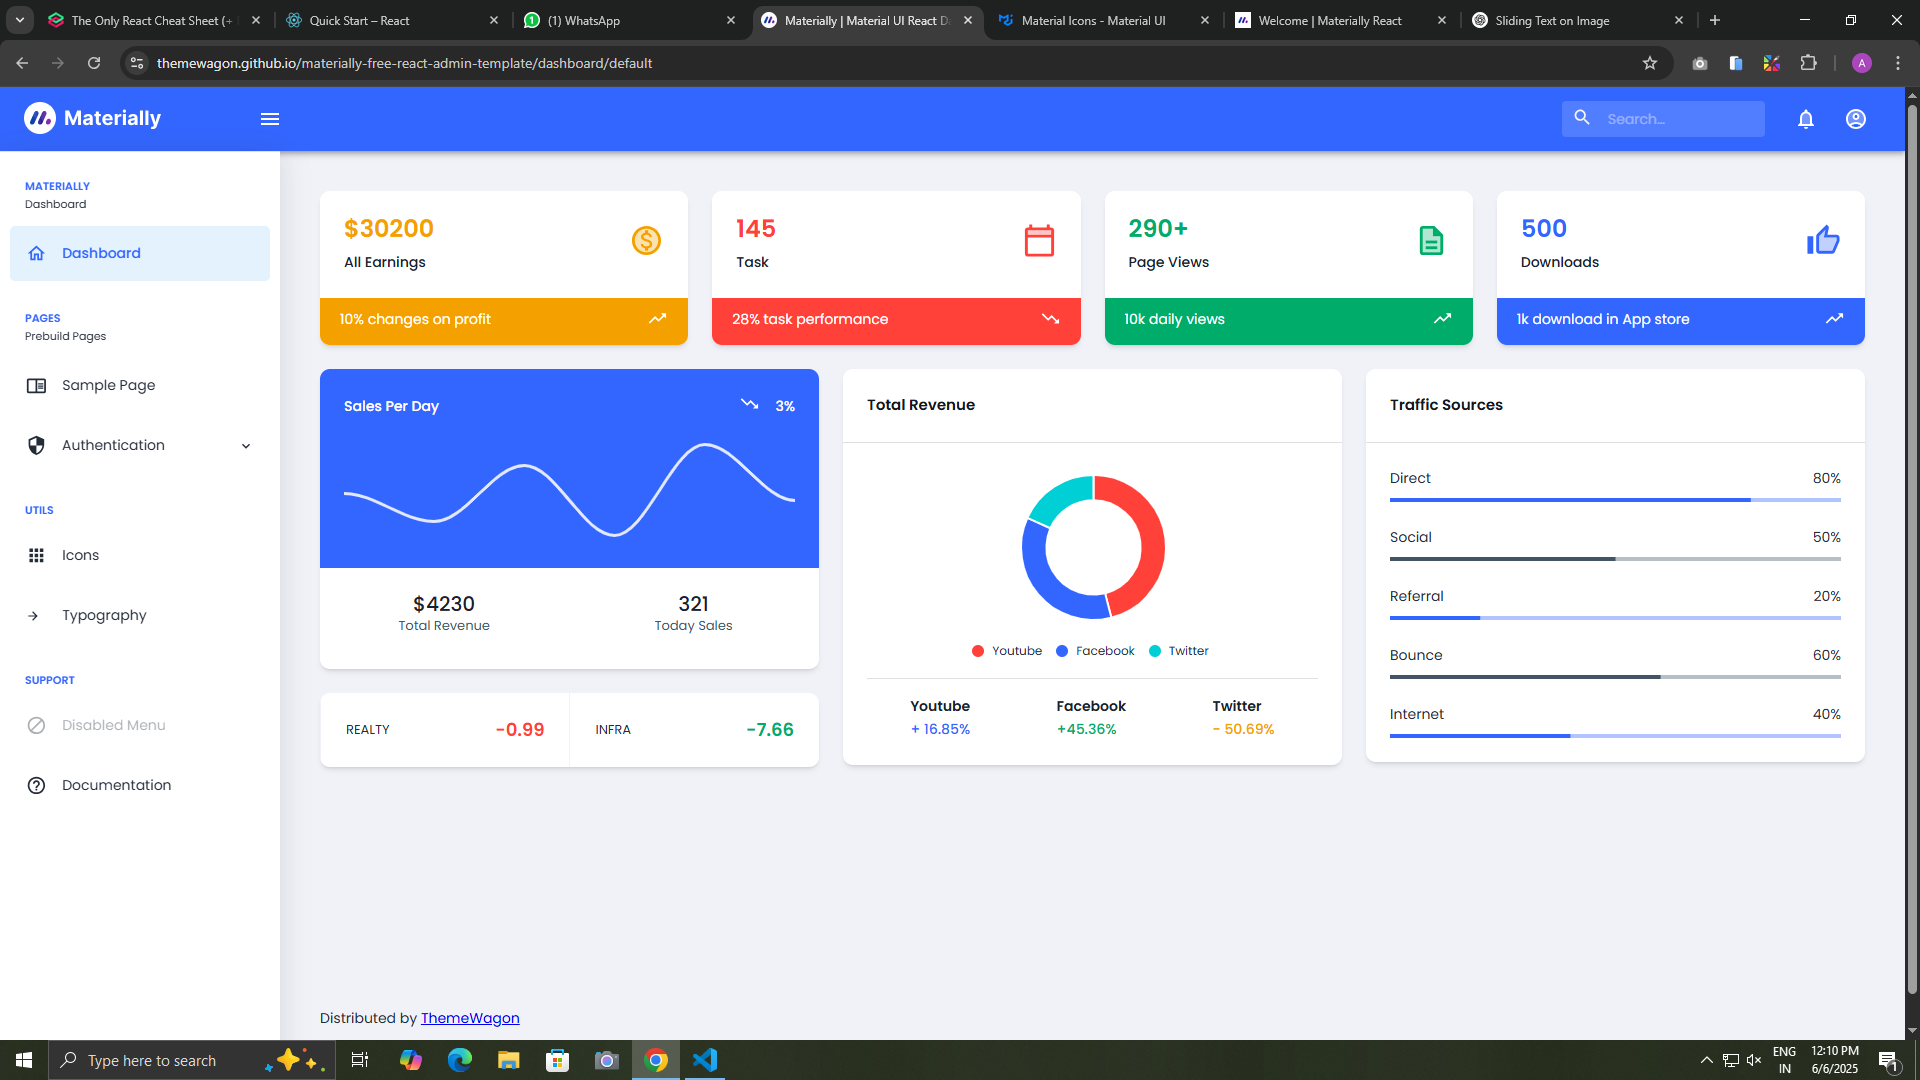 The Only React Cheat Sheet (+
Quick Start – React
(1) WhatsApp
Materially | Material UI React D
Material Icons - Material UI
Welcome | Materially React
Sliding Text on Image
themewagon.github.io/materially-free-react-admin-template/dashboard/default
A
Materially
Search...
MATERIALLY
Dashboard
Dashboard
PAGES
Prebuild Pages
Sample Page
Authentication
UTILS
Icons
Typography
SUPPORT
Disabled Menu
Documentation
$30200
All Earnings
10% changes on profit
145
Task
28% task performance
290+
Page Views
10k daily views
500
Downloads
1k download in App store
Sales Per Day
3%
$4230
Total Revenue
321
Today Sales
REALTY
-0.99
INFRA
-7.66
Total Revenue
Youtube Facebook Twitter
Youtube Facebook Twitter
+ 16.85% +45.36% - 50.69%
Traffic Sources
Direct 80%
Social 50%
Referral 20%
Bounce 60%
Internet 40%
Distributed by ThemeWagon
Type here to search
ENG
IN
12:10 PM
6/6/2025
1